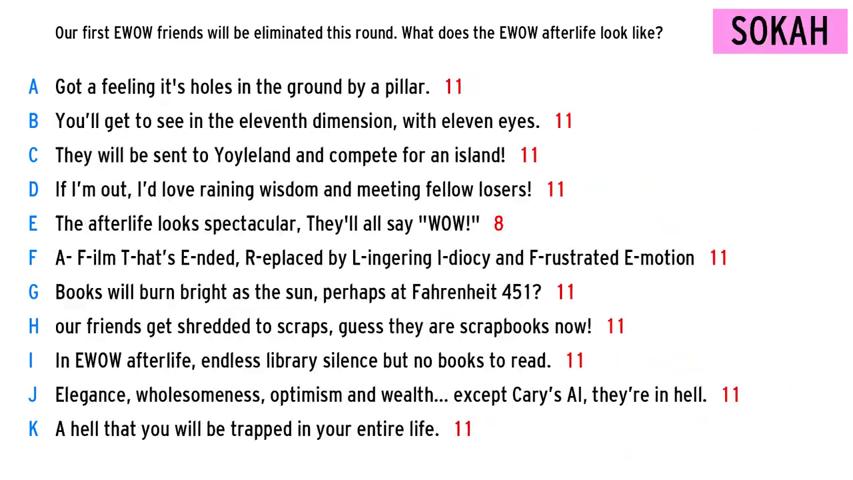 Our first EWOW friends will be eliminated this round. What does the EWOW afterlife look like?
SOKAH
A Got a feeling it's holes in the ground by a pillar. 11
B You’ll get to see in the eleventh dimension, with eleven eyes. 11
C They will be sent to Yoyleland and compete for an island! 11
D If I’m out, I’d love raining wisdom and meeting fellow losers! 11
E The afterlife looks spectacular, They'll all say "WOW!" 8
F A- F-ilm T-hat’s E-nded, R-eplaced by L-ingering I-diocy and F-rustrated E-motion 11
G Books will burn bright as the sun, perhaps at Fahrenheit 451? 11
H our friends get shredded to scraps, guess they are scrapbooks now! 11
I In EWOW afterlife, endless library silence but no books to read. 11
J Elegance, wholesomeness, optimism and wealth... except Cary’s AI, they’re in hell. 11
K A hell that you will be trapped in your entire life. 11